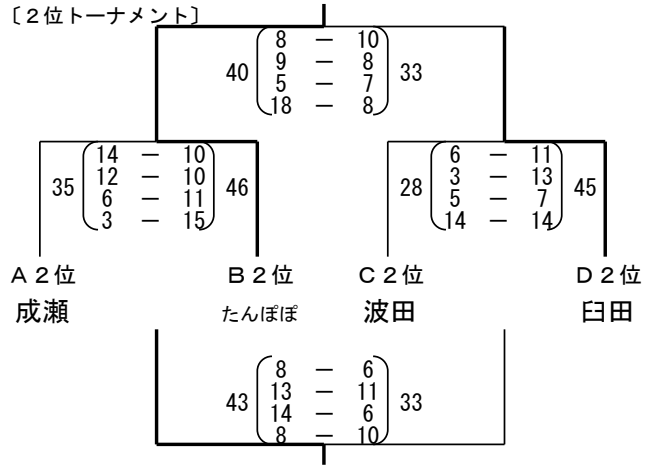 〔２位トーナメント〕
40 8 － 10 33
9 － 8
5 － 7
18 － 8
35 14 － 10 46
12 － 10
6 － 11
3 － 15
28 6 － 11 45
3 － 13
5 － 7
14 － 14
Ａ２位 Ｂ２位 Ｃ２位 Ｄ２位
成瀬 たんぽぽ 波田 臼田
43 8 － 6 33
13 － 11
14 － 6
8 － 10